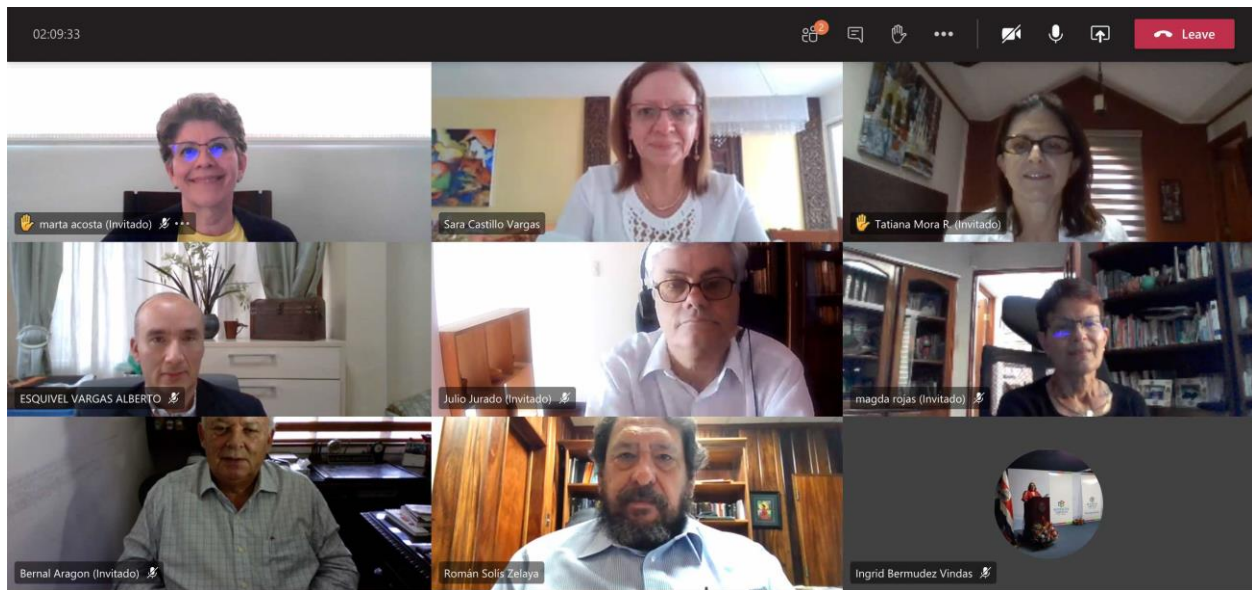 02:09:33
2
Leave
marta acosta (Invitado)
Sara Castillo Vargas
Tatiana Mora R. (Invitado)
ESQUIVEL VARGAS ALBERTO
Julio Jurado (Invitado)
magda rojas (Invitado)
Bernal Aragon (Invitado)
Román Solís Zelaya
Ingrid Bermudez Vindas